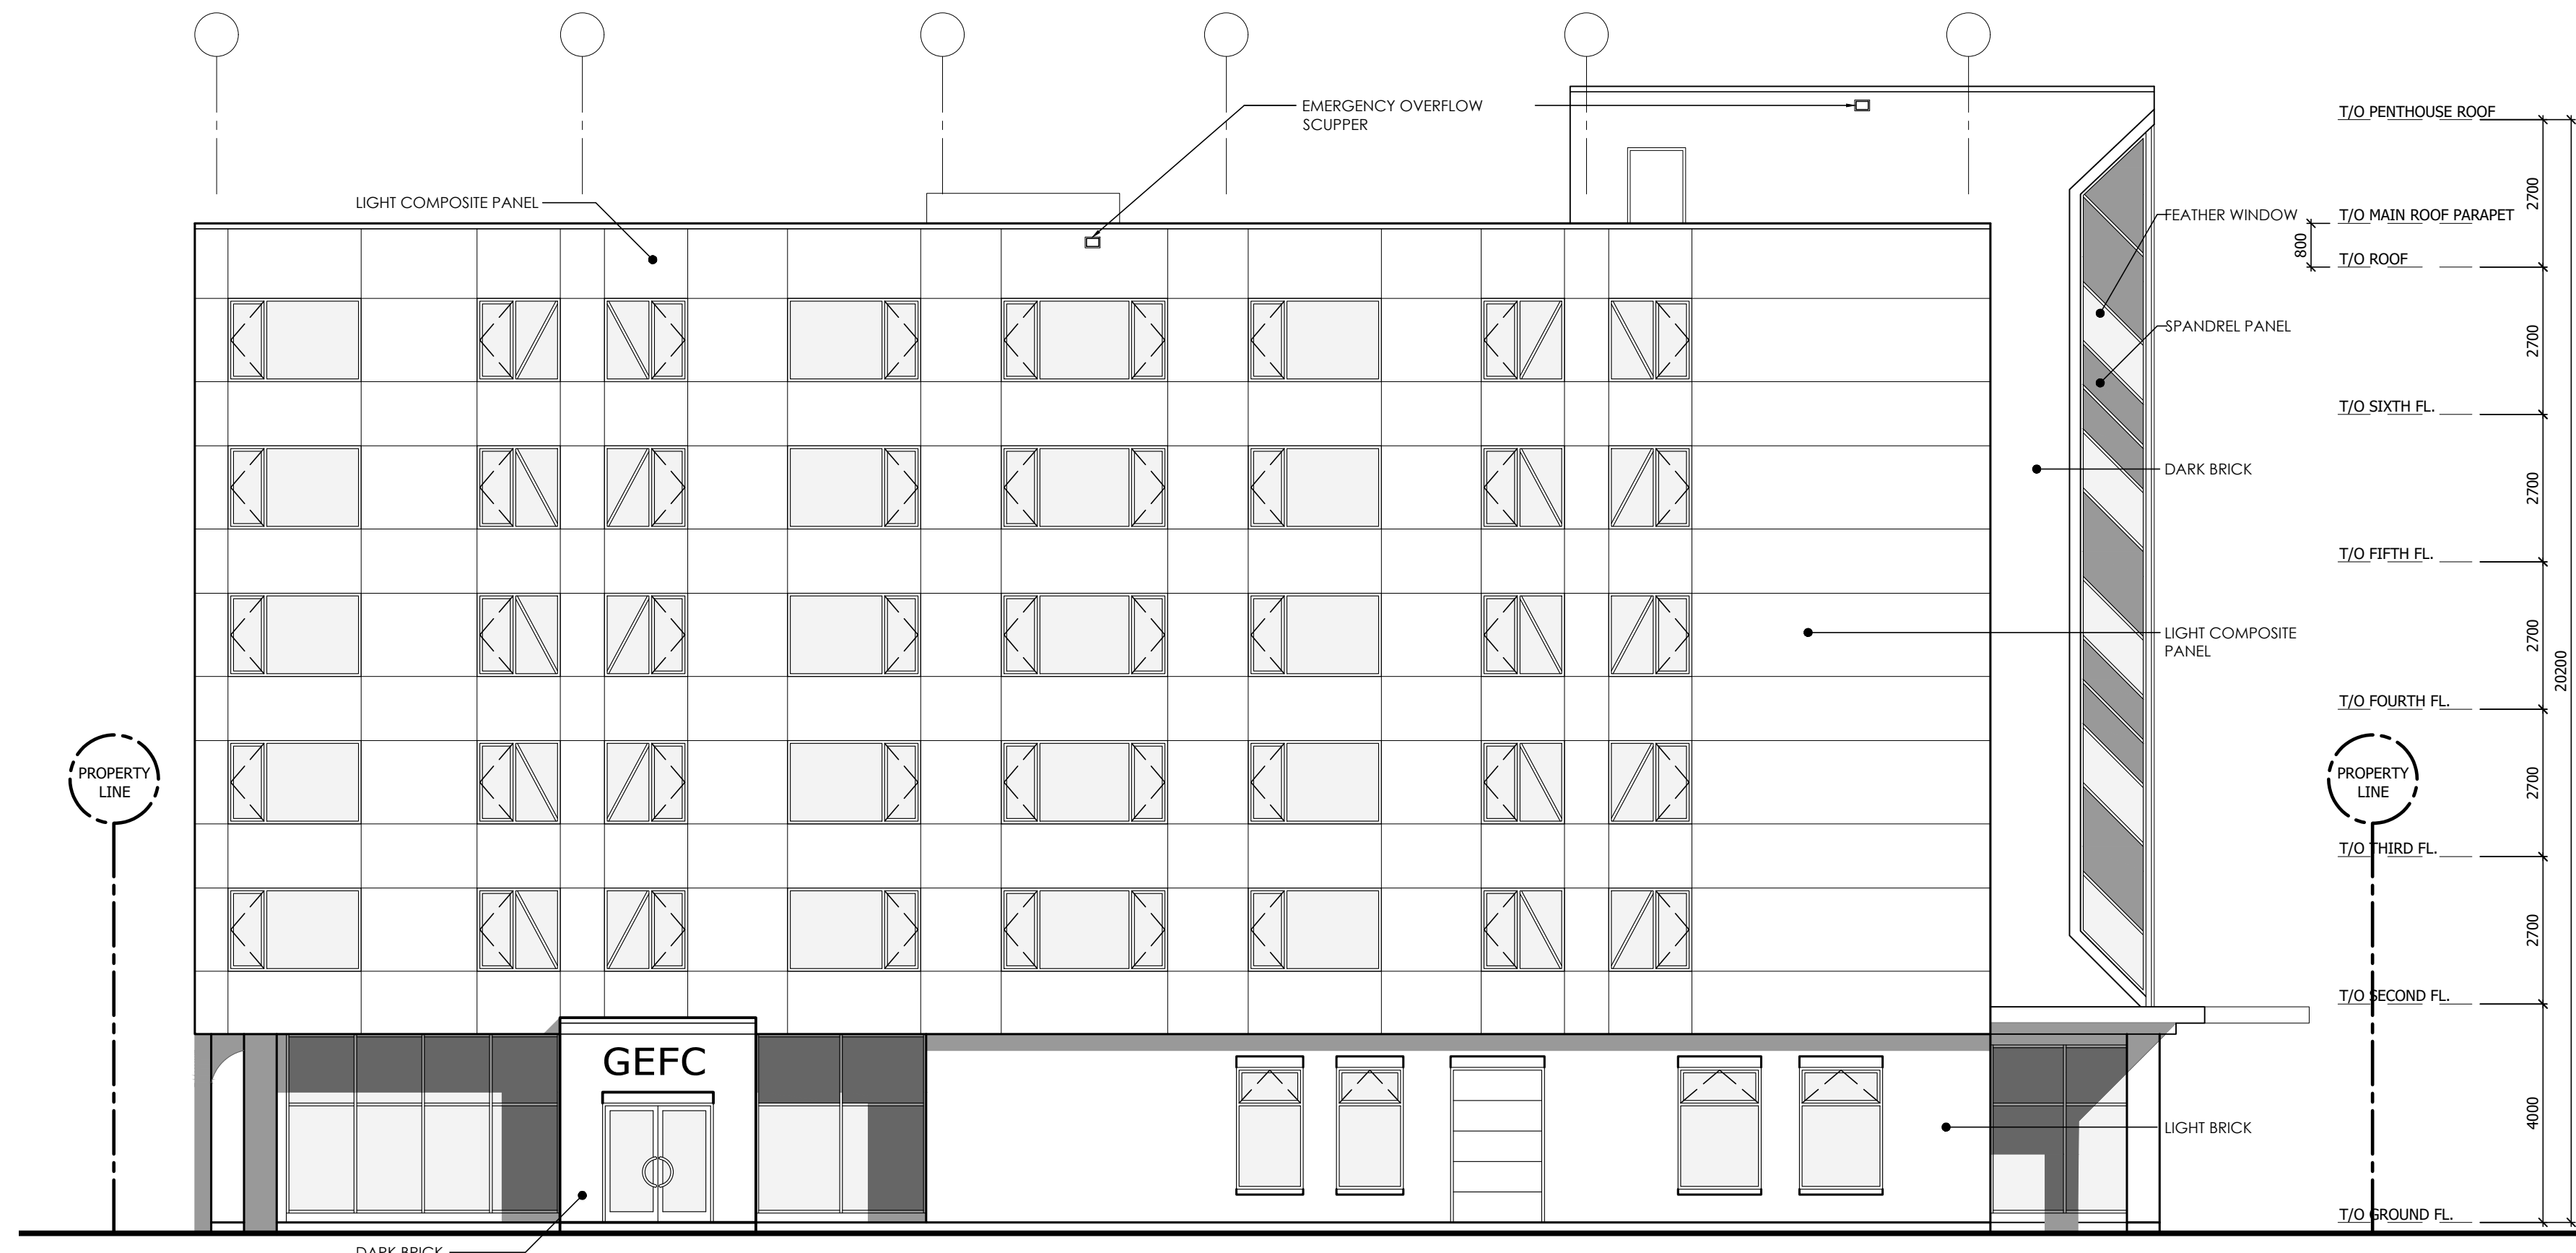 EMERGENCY OVERFLOW
SCUPPER
T/O PENTHOUSE ROOF
LIGHT COMPOSITE PANEL
2700
FEATHER WINDOW
T/O MAIN ROOF PARAPET
800
T/O ROOF
SPANDREL PANEL
2700
T/O SIXTH FL.
DARK BRICK
2700
T/O FIFTH FL.
LIGHT COMPOSITE
PANEL
2700
20200
T/O FOURTH FL.
PROPERTY
LINE
PROPERTY
LINE
2700
T/O THIRD FL.
2700
T/O SECOND FL.
GEFC
4000
LIGHT BRICK
T/O GROUND FL.
DARK BRICK